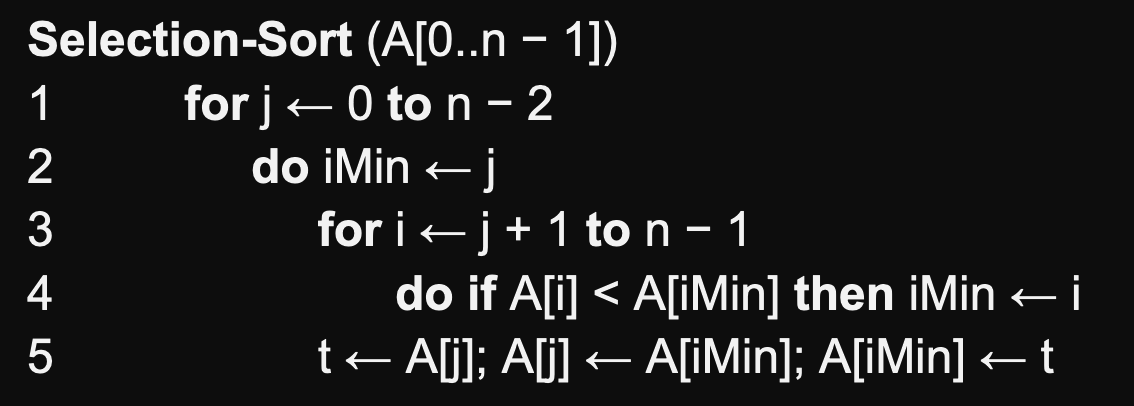 Selection-Sort (A[0..n − 1])
1 for j ← 0 to n − 2
2 do iMin ← j
3 for i ← j + 1 to n − 1
4 do if A[i] < A[iMin] then iMin ← i
5 t ← A[j]; A[j] ← A[iMin]; A[iMin] ← t